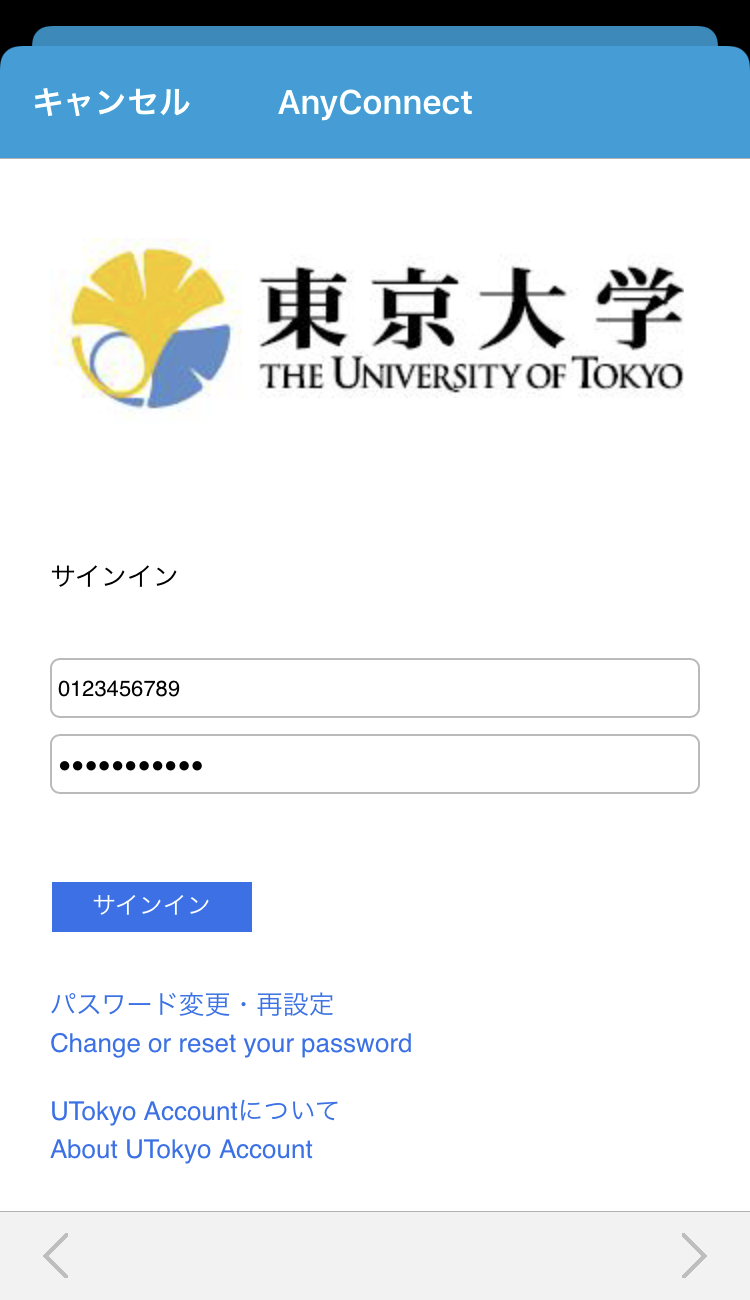 キャンセル AnyConnect
東京大学
THE UNIVERSITY OF TOKYO
サインイン
0123456789
•••••••••••
サインイン
パスワード変更・再設定
Change or reset your password
UTokyo Accountについて
About UTokyo Account